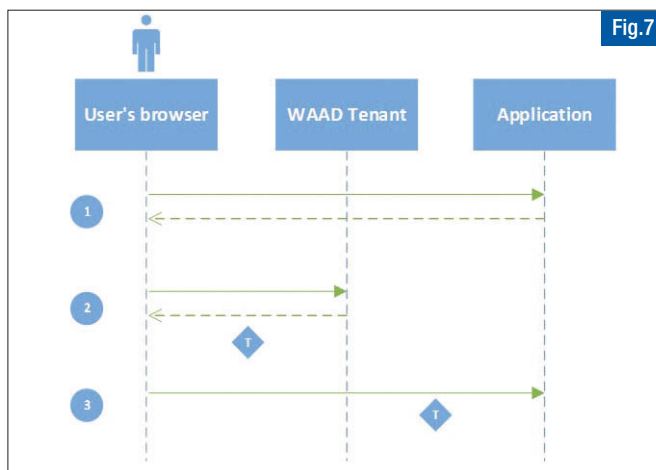 Fig.7
User's browser
WAAD Tenant
Application
1
2
T
3
T